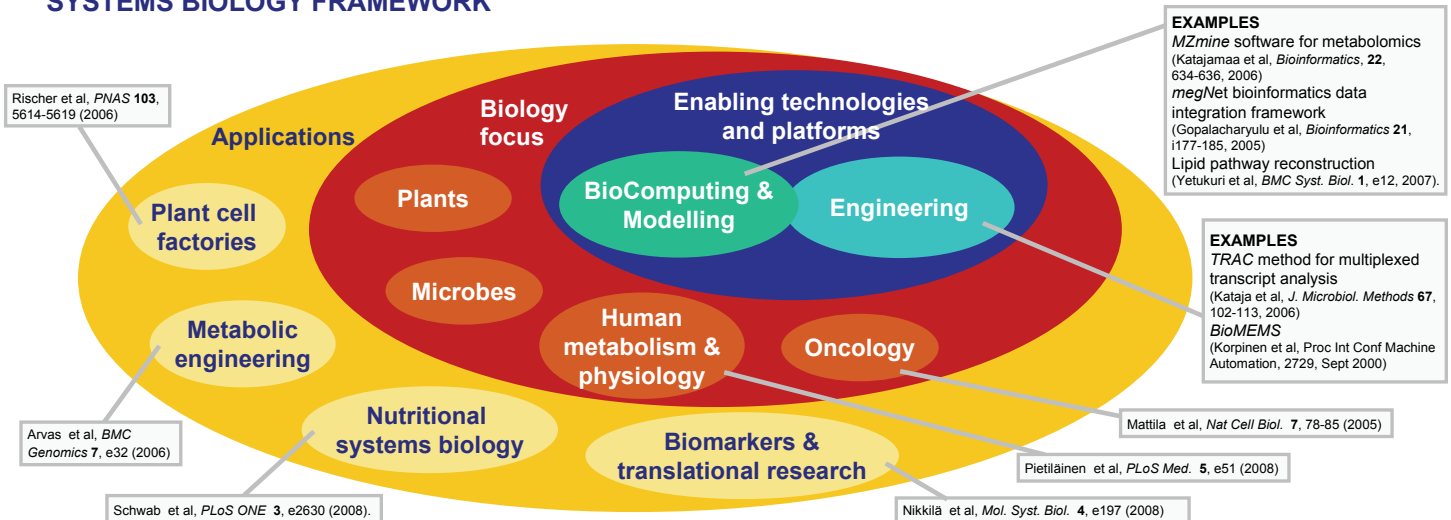 SYSTEMS BIOLOGY FRAMEWORK
EXAMPLES
MZmine software for metabolomics
(Katajamaa et al, Bioinformatics, 22,
634-636, 2006)
megNet bioinformatics data
integration framework
(Gopalacharyulu et al, Bioinformatics 21,
i177-185, 2005)
Lipid pathway reconstruction
(Yetukuri et al, BMC Syst. Biol. 1, e12, 2007).
Rischer et al, PNAS 103,
5614-5619 (2006)
Applications
Biology
focus
Enabling technologies
and platforms
Plant cell
factories
Plants
BioComputing &
Modelling
Engineering
EXAMPLES
TRAC method for multiplexed
transcript analysis
(Kataja et al, J. Microbiol. Methods 67,
102-113, 2006)
BioMEMS
(Korpinen et al, Proc Int Conf Machine
Automation, 2729, Sept 2000)
Microbes
Metabolic
engineering
Human
metabolism &
physiology
Oncology
Arvas et al, BMC
Genomics 7, e32 (2006)
Nutritional
systems biology
Biomarkers &
translational research
Mattila et al, Nat Cell Biol. 7, 78-85 (2005)
Pietiläinen et al, PLoS Med. 5, e51 (2008)
Schwab et al, PLoS ONE 3, e2630 (2008).
Nikkilä et al, Mol. Syst. Biol. 4, e197 (2008)